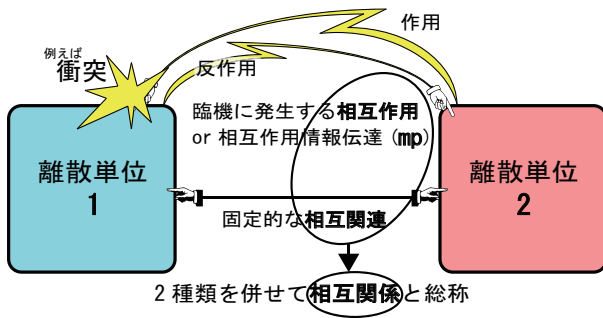 作用
例えば
衝突
反作用
臨機に発生する相互作用
or 相互作用情報伝達 (mp)
離散単位
1
離散単位
2
固定的な相互関連
2 種類を併せて相互関係と総称